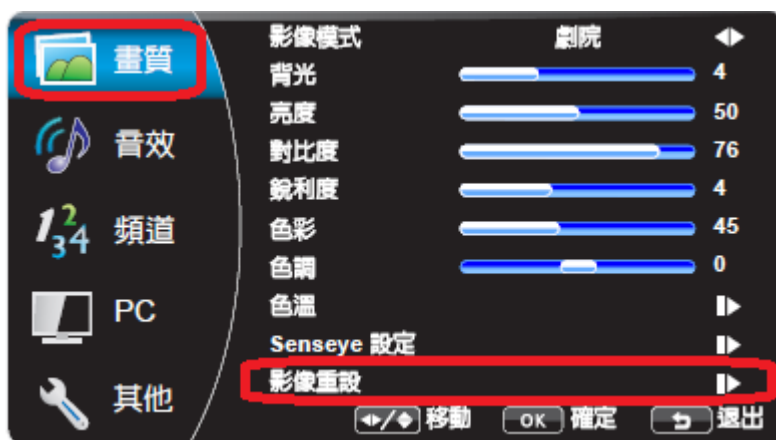 畫質
音效
1234 頻道
PC
其他
影像模式 劇院
背光 4
亮度 50
對比度 76
銳利度 4
色彩 45
色調 0
色溫
Senseye 設定
影像重設
移動 OK 確定 退出